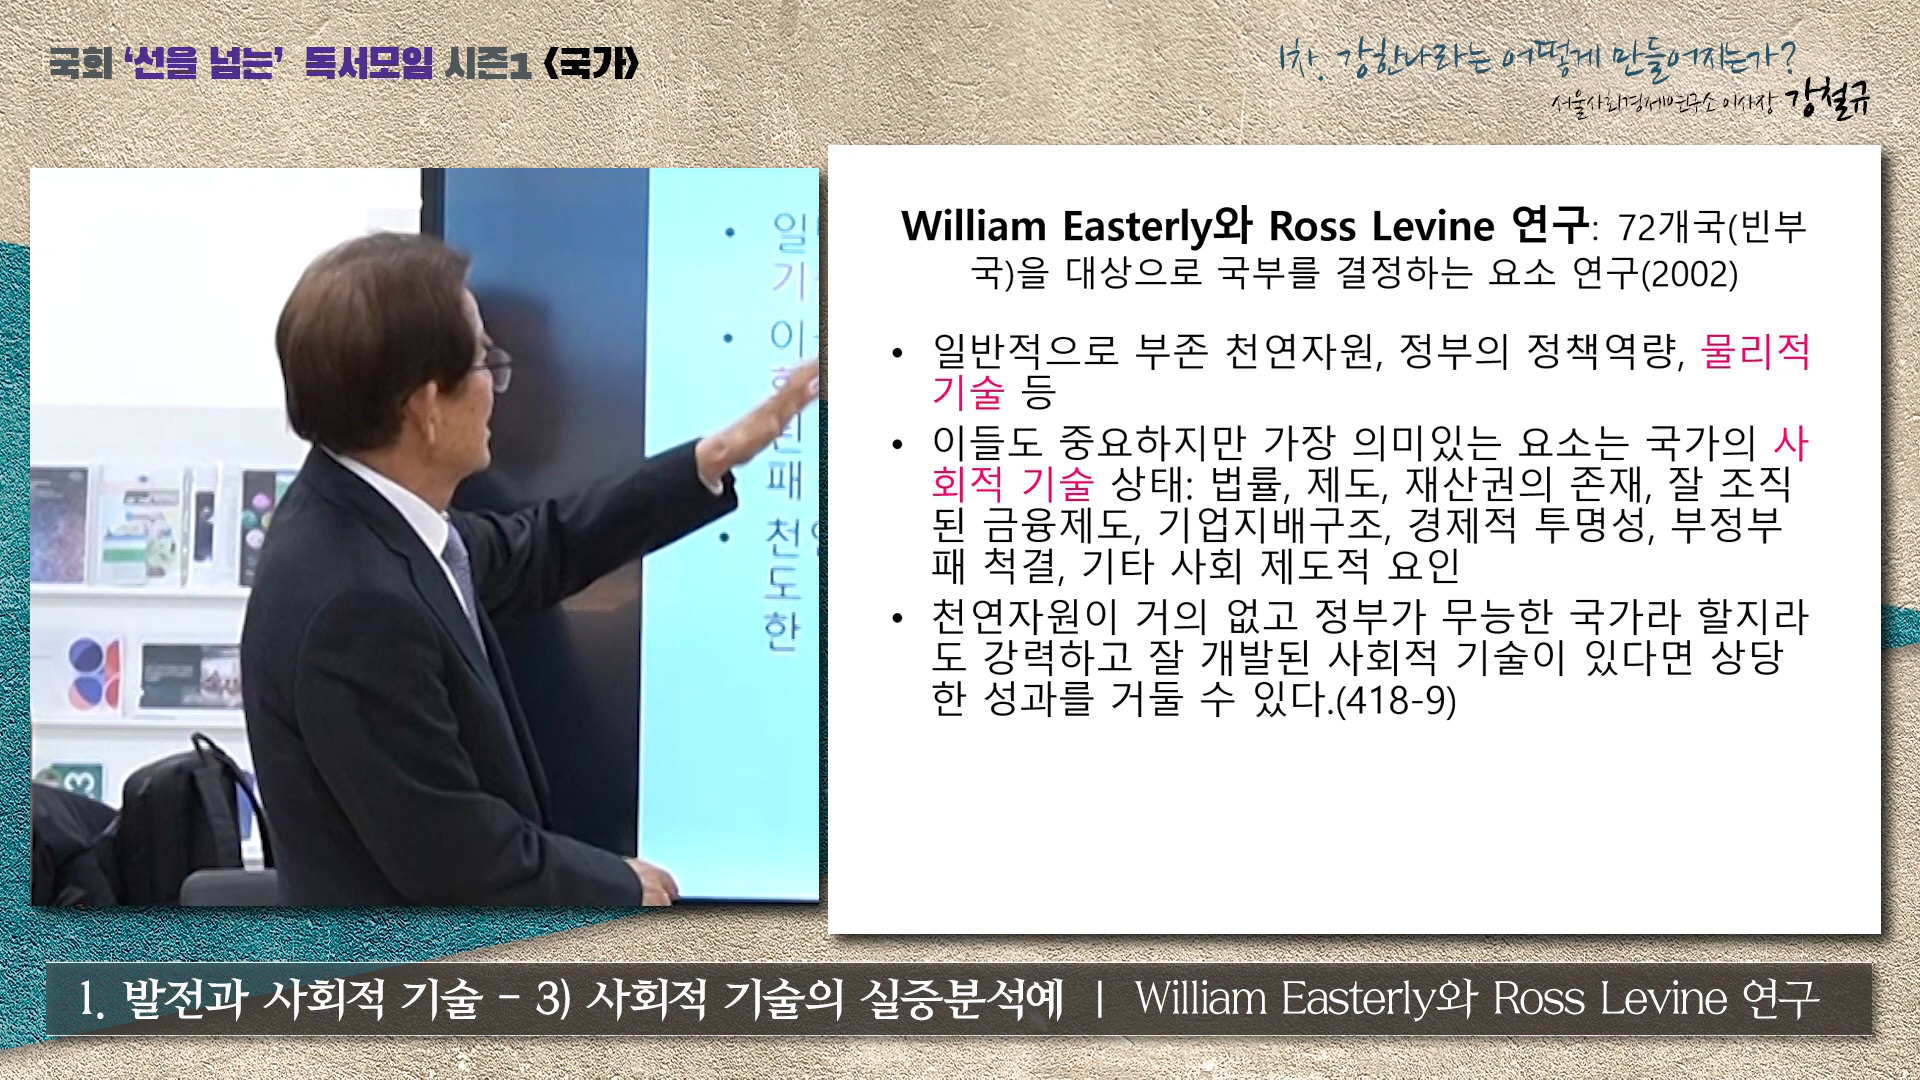 국회 ‘선을 넘는’ 독서모임 시즌1 〈국가〉
1차. 강한나라는 어떻게 만들어지는가?
서울사회경제연구소 이사장 강철규
일
기
이
패
천
도
한
William Easterly와 Ross Levine 연구: 72개국(빈부
국)을 대상으로 국부를 결정하는 요소 연구(2002)
• 일반적으로 부존 천연자원, 정부의 정책역량, 물리적
기술 등
• 이들도 중요하지만 가장 의미있는 요소는 국가의 사
회적 기술 상태: 법률, 제도, 재산권의 존재, 잘 조직
된 금융제도, 기업지배구조, 경제적 투명성, 부정부
패 척결, 기타 사회 제도적 요인
• 천연자원이 거의 없고 정부가 무능한 국가라 할지라
도 강력하고 잘 개발된 사회적 기술이 있다면 상당
한 성과를 거둘 수 있다.(418-9)
1. 발전과 사회적 기술 - 3) 사회적 기술의 실증분석예 | William Easterly와 Ross Levine 연구